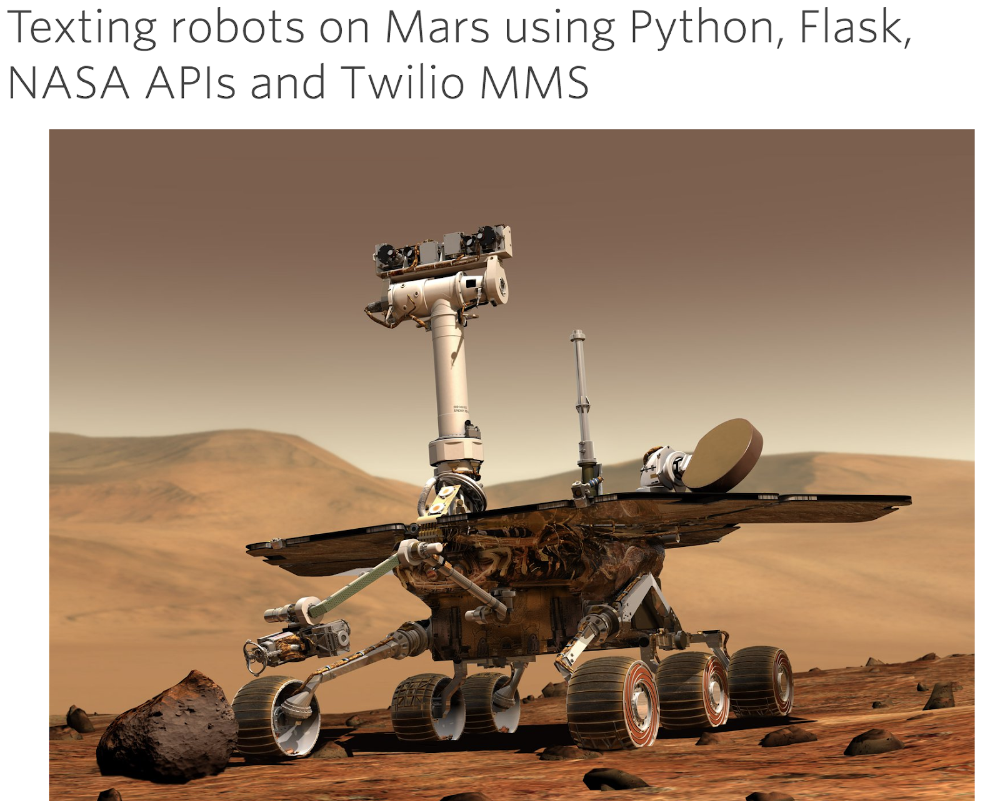 Texting robots on Mars using Python, Flask,
NASA APIs and Twilio MMS